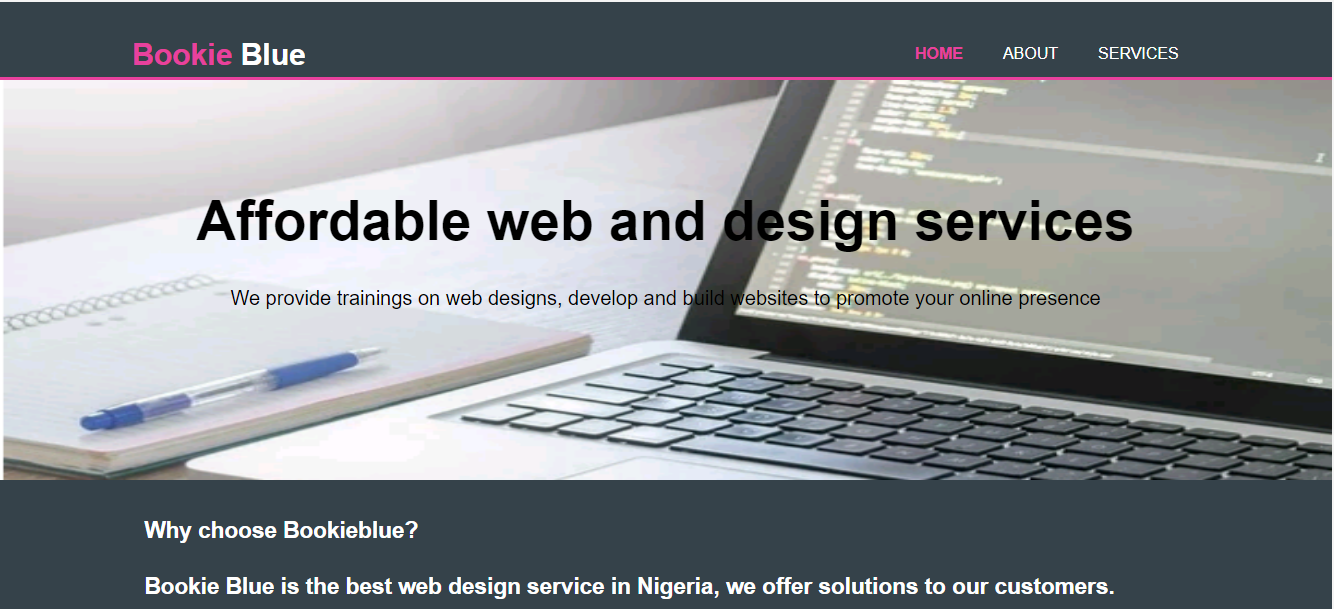 Bookie Blue
HOME ABOUT SERVICES
Affordable web and design services
We provide trainings on web designs, develop and build websites to promote your online presence
Why choose Bookieblue?
Bookie Blue is the best web design service in Nigeria, we offer solutions to our customers.